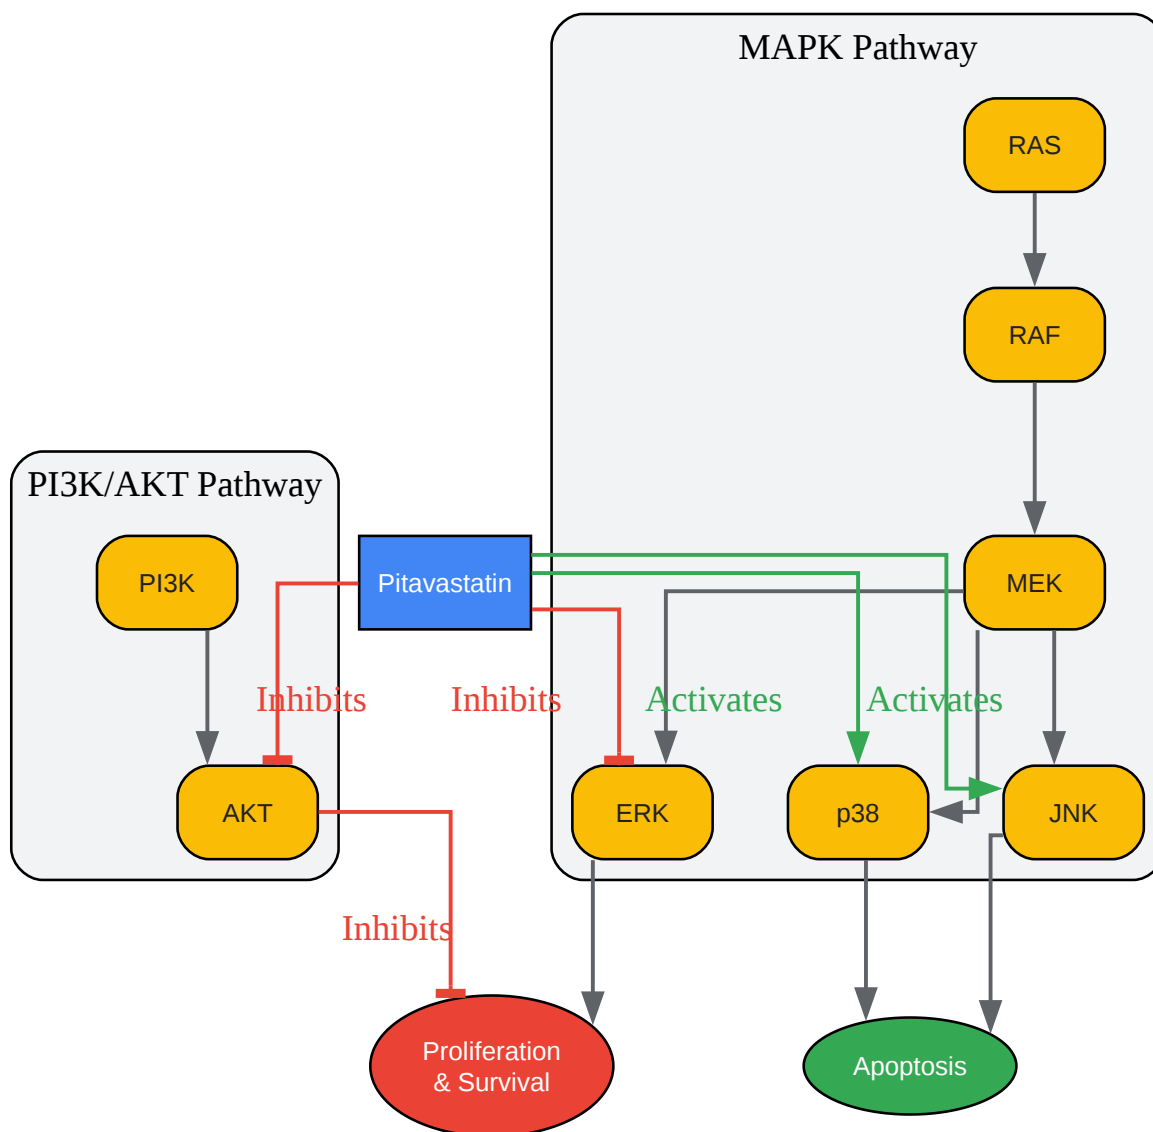 MAPK Pathway
RAS
RAF
PI3K/AKT Pathway
PI3K
Pitavastatin
MEK
Inhibits
Inhibits
Activates
Activates
AKT
ERK
p38
JNK
Inhibits
Proliferation
& Survival
Apoptosis